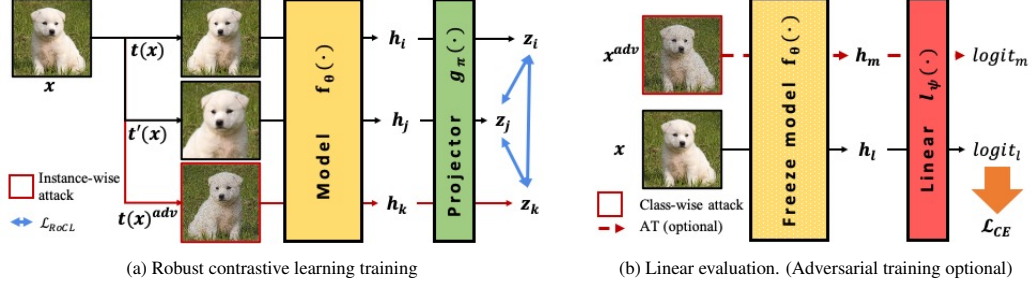 x
t(x)
t′(x)
t(x)^adv
Instance-wise
attack
ℒ_RoCL
Model f_θ(·)
h_i
h_j
h_k
Projector g_π(·)
z_i
z_j
z_k
(a) Robust contrastive learning training
x^adv
x
Class-wise attack
AT (optional)
Freeze model f_θ(·)
h_m
h_l
Linear l_ψ(·)
logit_m
logit_l
ℒ_CE
(b) Linear evaluation. (Adversarial training optional)